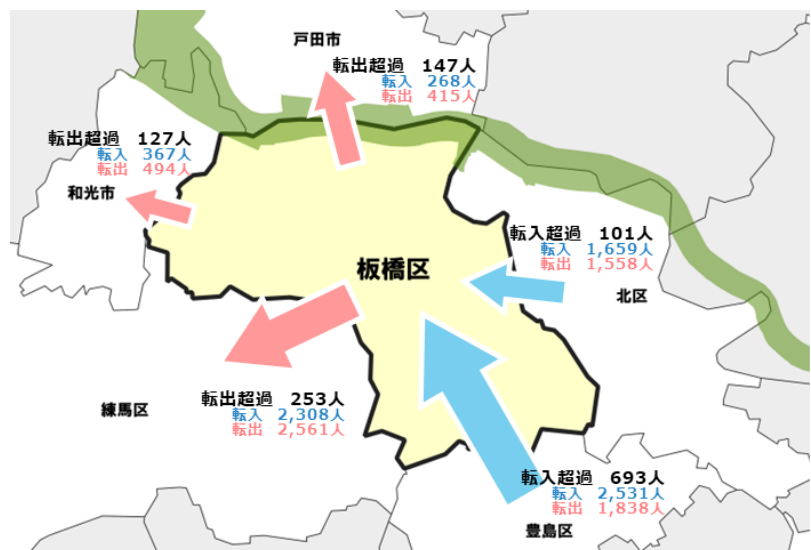 戸田市
転出超過 147人
転入 268人
転出 415人
転出超過 127人
転入 367人
転出 494人
和光市
転入超過 101人
転入 1,659人
転出 1,558人
板橋区
北区
転出超過 253人
転入 2,308人
転出 2,561人
練馬区
転入超過 693人
転入 2,531人
転出 1,838人
豊島区